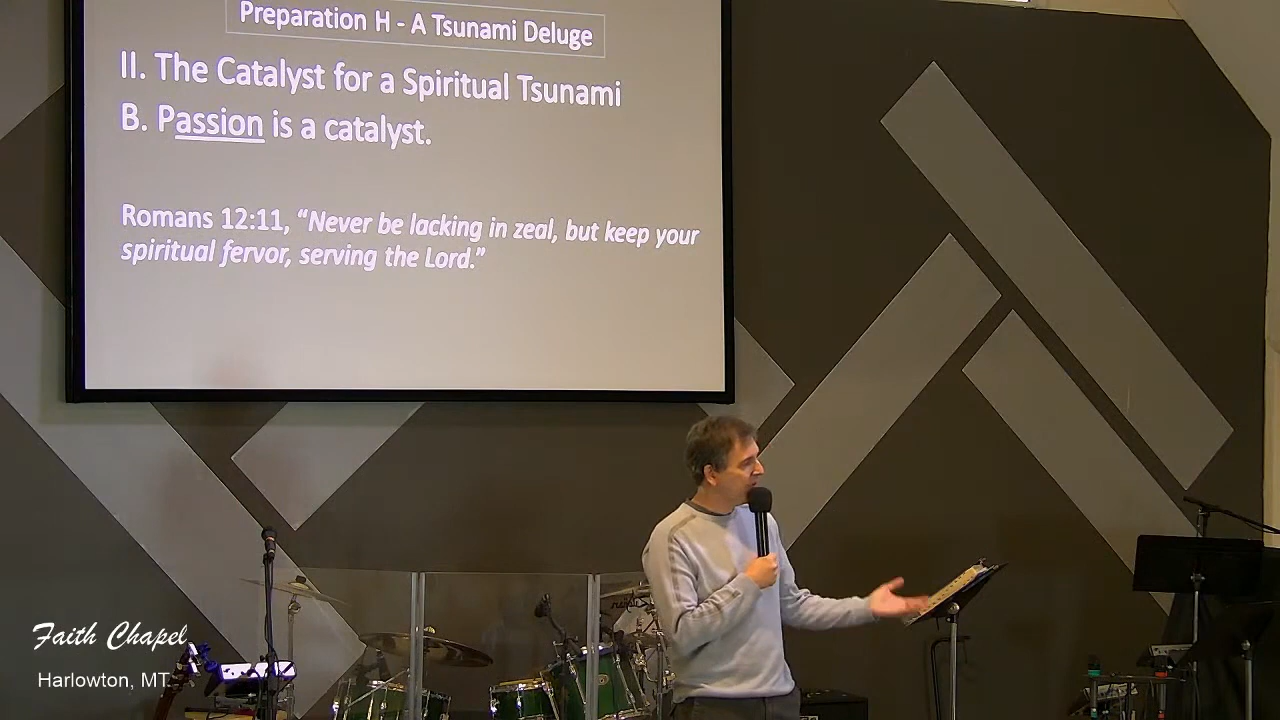 Preparation H - A Tsunami Deluge
II. The Catalyst for a Spiritual Tsunami
B. Passion is a catalyst.
Romans 12:11, “Never be lacking in zeal, but keep your
spiritual fervor, serving the Lord.”
Faith Chapel
Harlowton, MT